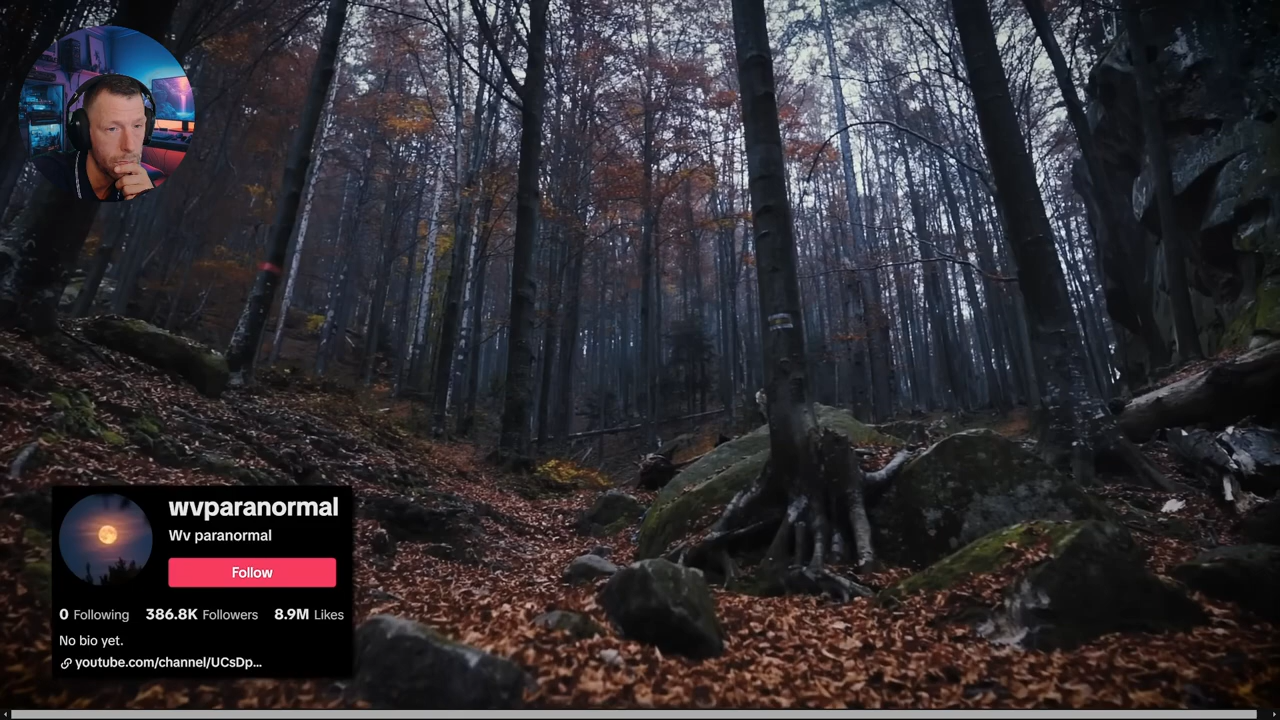 wvparanormal
Wv paranormal
Follow
0 Following 386.8K Followers 8.9M Likes
No bio yet.
youtube.com/channel/UCsDp...